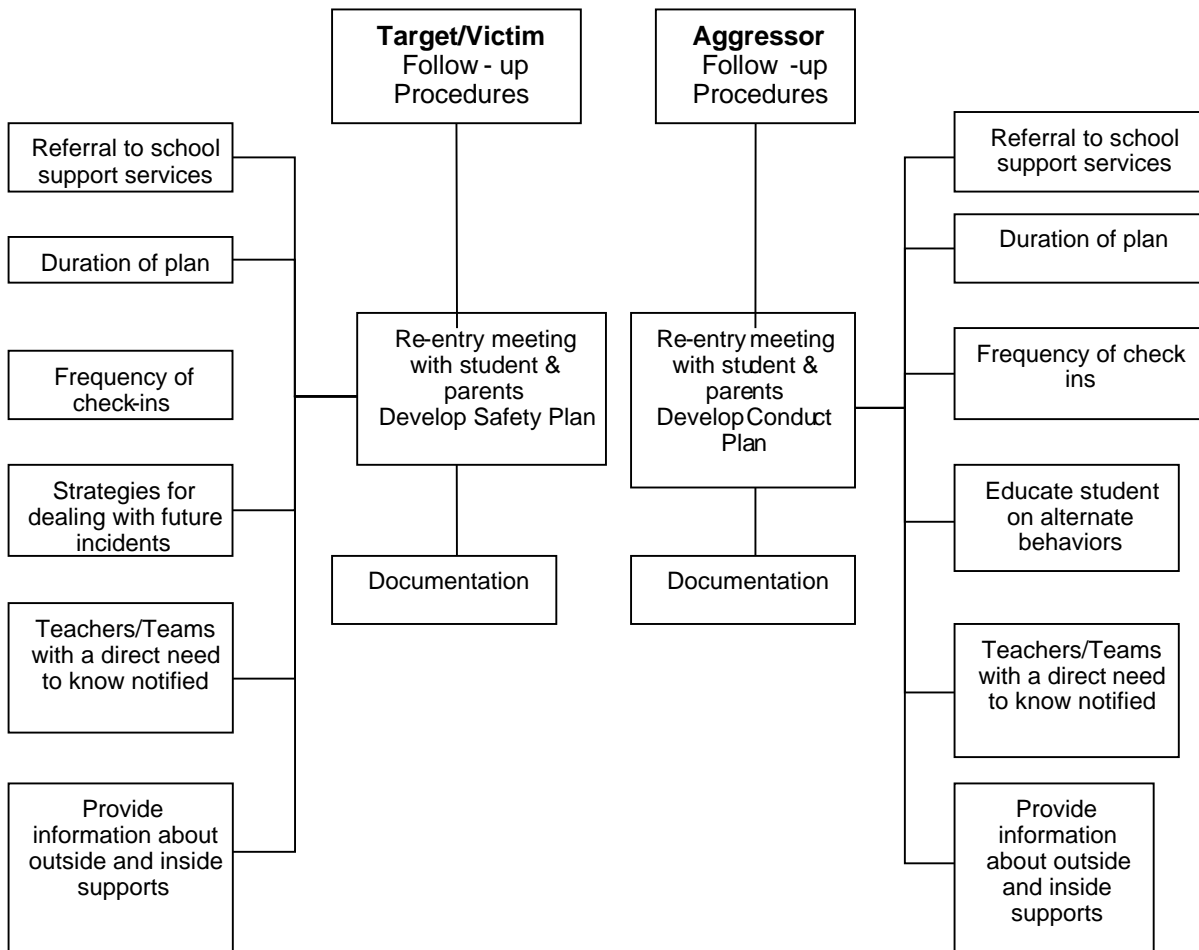 Target/Victim
Follow - up
Procedures
Aggressor
Follow -up
Procedures
Referral to school
support services
Duration of plan
Frequency of
check-ins
Strategies for
dealing with future
incidents
Teachers/Teams
with a direct need
to know notified
Provide
information about
outside and inside
supports
Re-entry meeting
with student &
parents
Develop Safety Plan
Documentation
Re-entry meeting
with student &
parents
Develop Conduct
Plan
Documentation
Referral to school
support services
Duration of plan
Frequency of check
ins
Educate student
on alternate
behaviors
Teachers/Teams
with a direct need
to know notified
Provide
information
about outside
and inside
supports